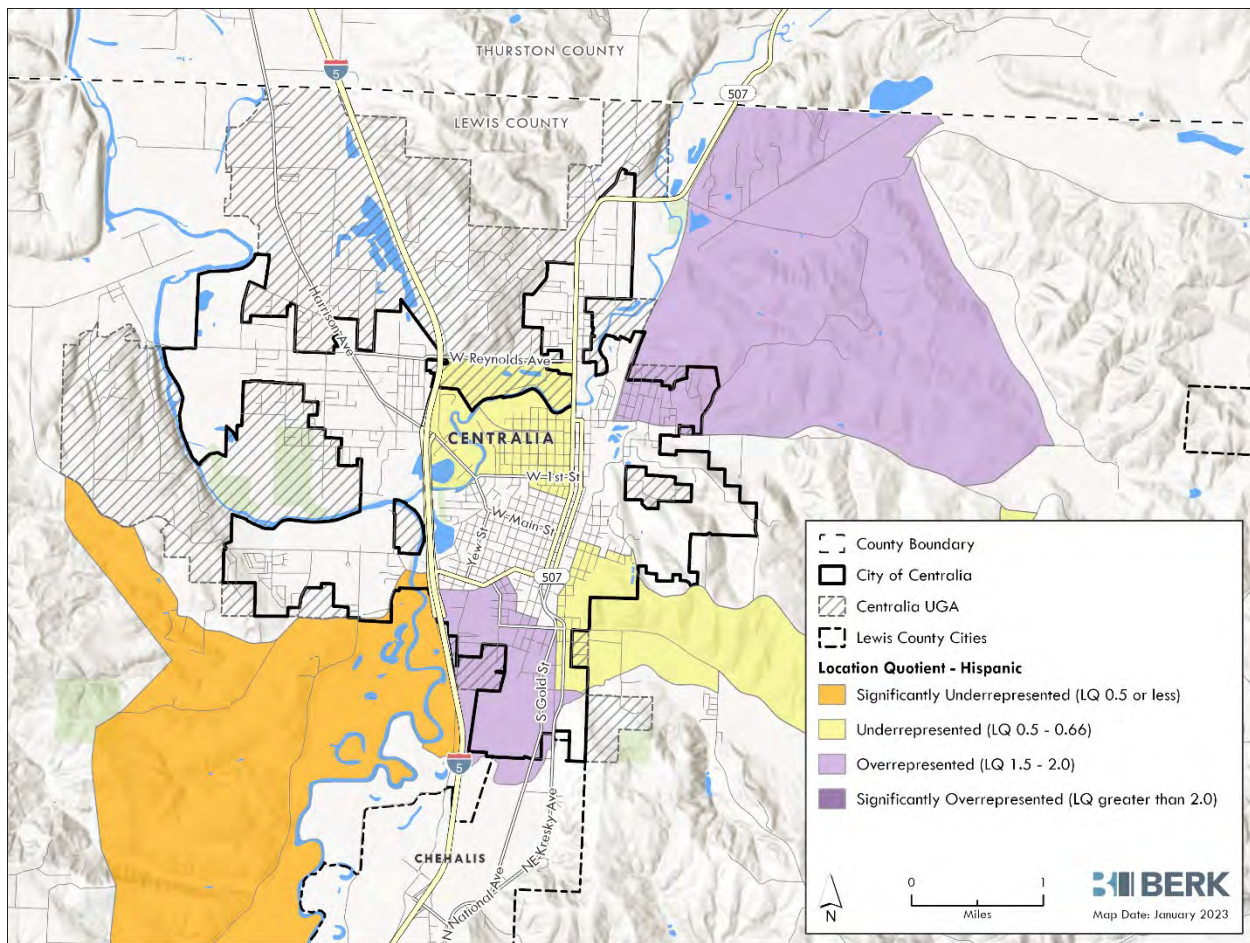 THURSTON COUNTY
5
507
LEWIS COUNTY
Harrison Ave
W Reynolds Ave
CENTRALIA
W 1st St
W Main St
Yew St
507
S Gold St
5
NE Kresky Ave
CHEHALIS
N National Ave
County Boundary
City of Centralia
Centralia UGA
Lewis County Cities
Location Quotient - Hispanic
Significantly Underrepresented (LQ 0.5 or less)
Underrepresented (LQ 0.5 - 0.66)
Overrepresented (LQ 1.5 - 2.0)
Significantly Overrepresented (LQ greater than 2.0)
N
0 1
Miles
BERK
Map Date: January 2023